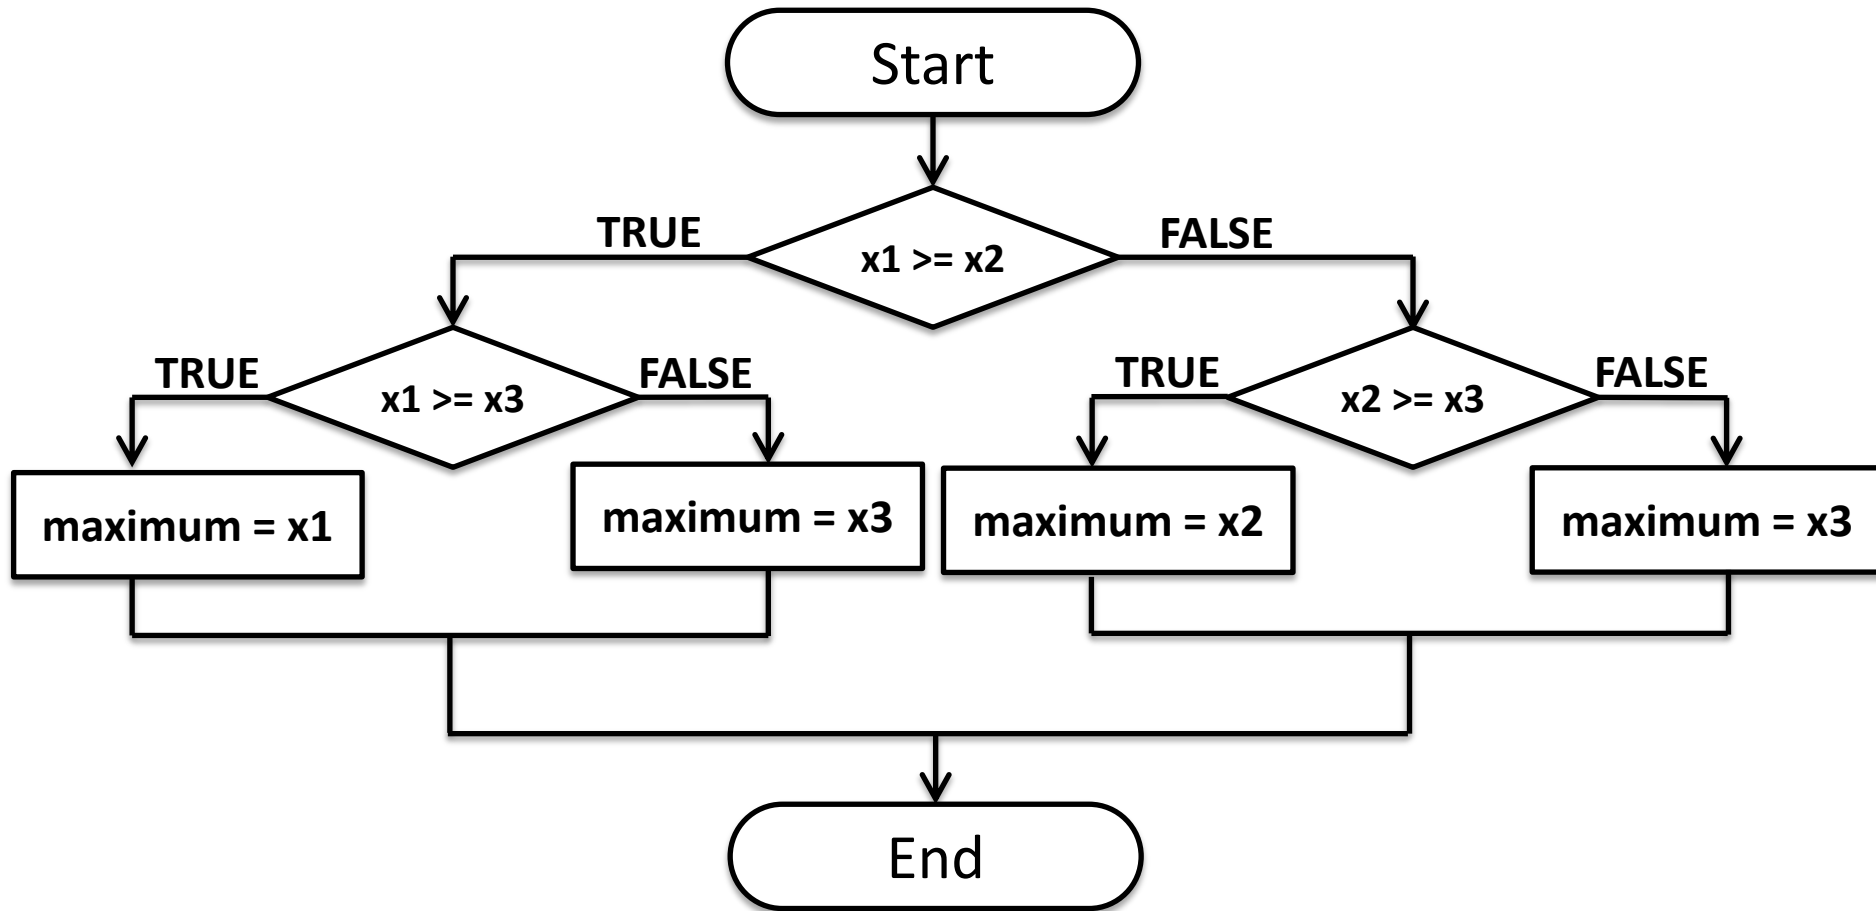 Start
TRUE
FALSE
x1 >= x2
TRUE
FALSE
TRUE
FALSE
x1 >= x3
x2 >= x3
maximum = x1
maximum = x3
maximum = x2
maximum = x3
End